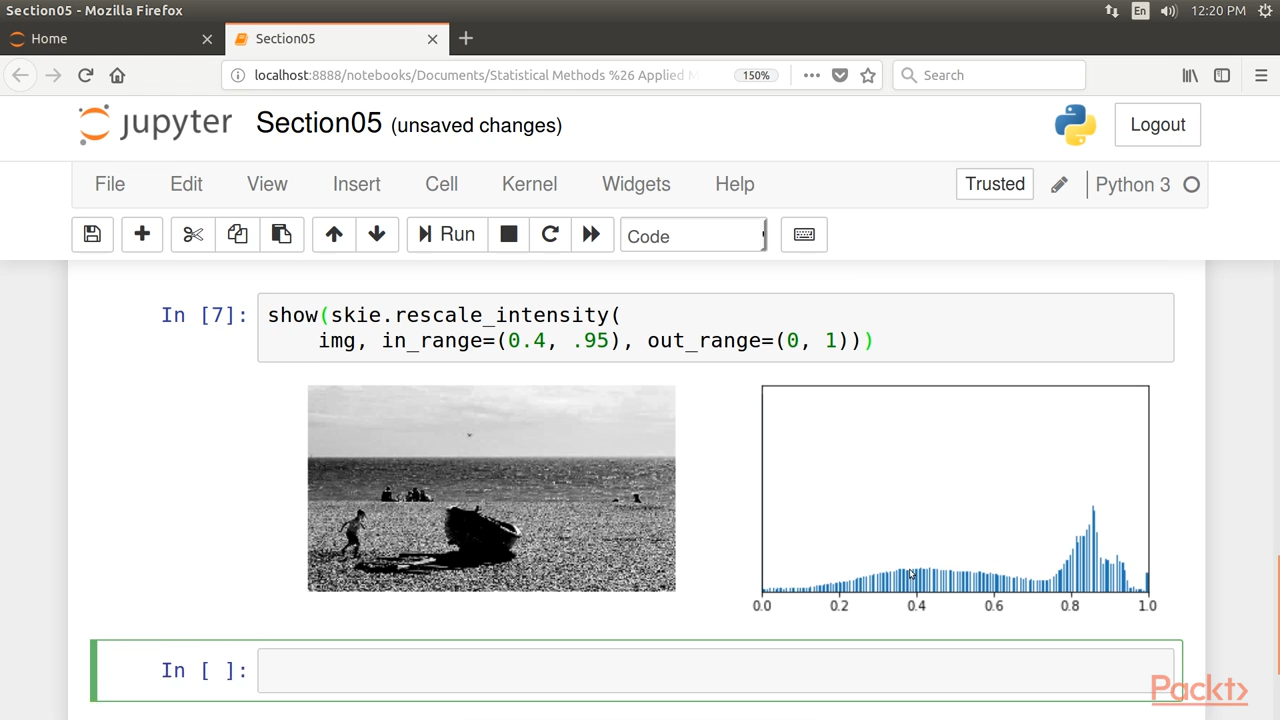 Section05 - Mozilla Firefox
En
12:20 PM
Home
Section05
localhost:8888/notebooks/Documents/Statistical Methods %26 Applied M
150%
Search
jupyter
Section05 (unsaved changes)
Logout
File Edit View Insert Cell Kernel Widgets Help
Trusted
Python 3
Run
Code
In [7]:
show(skie.rescale_intensity(
img, in_range=(0.4, .95), out_range=(0, 1)))
0.0 0.2 0.4 0.6 0.8 1.0
In [ ]:
Packt>